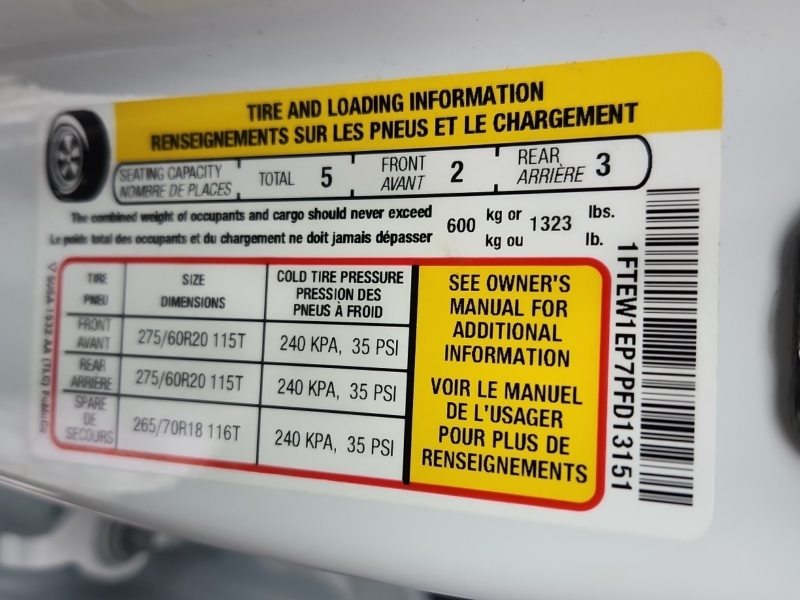 TIRE AND LOADING INFORMATION
RENSEIGNEMENTS SUR LES PNEUS ET LE CHARGEMENT
SEATING CAPACITY
NOMBRE DE PLACES
TOTAL 5
FRONT
AVANT
2
REAR
ARRIÈRE
3
The combined weight of occupants and cargo should never exceed
Le poids total des occupants et du chargement ne doit jamais dépasser
600
kg or
kg ou
1323
lbs.
lb.
TIRE
PNEU
SIZE
DIMENSIONS
COLD TIRE PRESSURE
PRESSION DES
PNEUS À FROID
FRONT
AVANT
275/60R20 115T
240 KPA, 35 PSI
REAR
ARRIÈRE
275/60R20 115T
240 KPA, 35 PSI
SPARE
DE
SECOURS
265/70R18 116T
240 KPA, 35 PSI
SEE OWNER'S
MANUAL FOR
ADDITIONAL
INFORMATION
VOIR LE MANUEL
DE L'USAGER
POUR PLUS DE
RENSEIGNEMENTS
1FTEW1EP7PFD13151